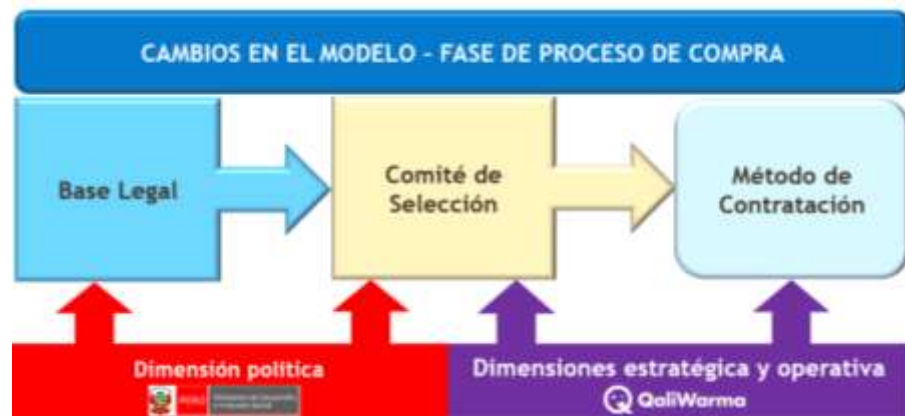 CAMBIOS EN EL MODELO – FASE DE PROCESO DE COMPRA
Base Legal
Comité de
Selección
Método de
Contratación
Dimensión política
PERÚ
Dimensiones estratégica y operativa
QaliWarma